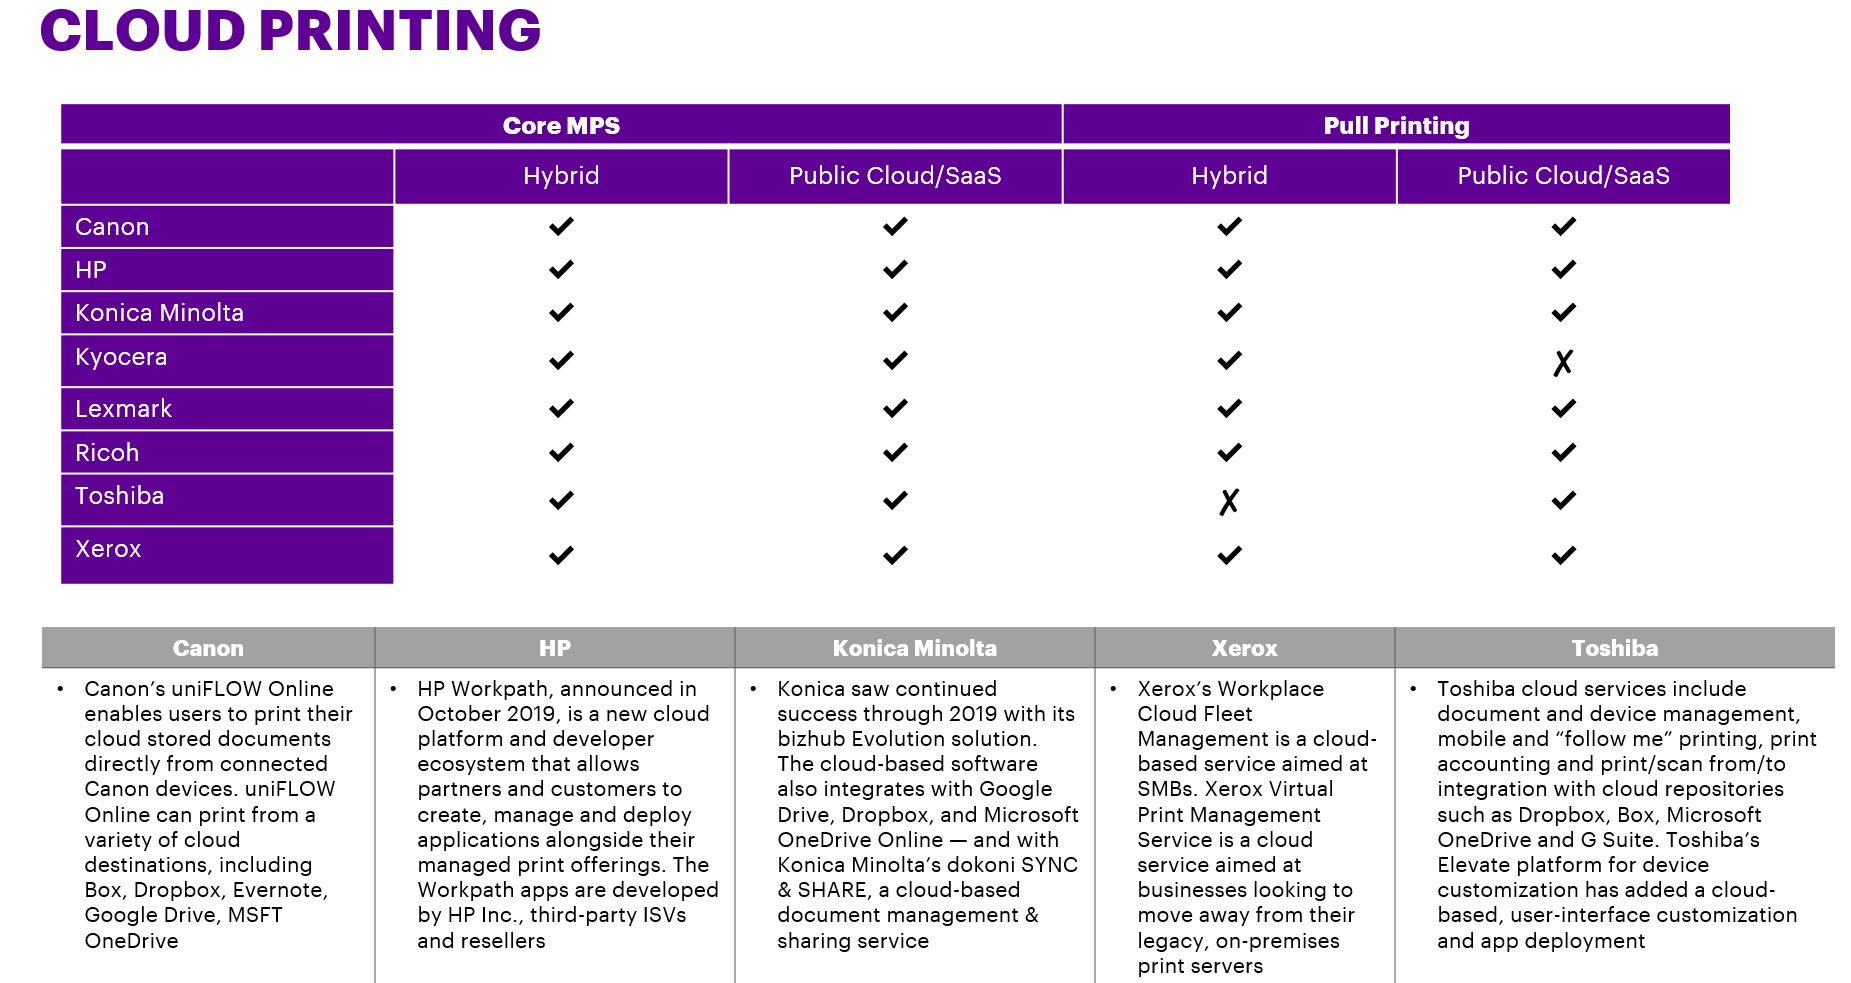 CLOUD PRINTING
Core MPS Pull Printing
Hybrid Public Cloud/SaaS Hybrid Public Cloud/SaaS
Canon ✔ ✔ ✔ ✔
HP ✔ ✔ ✔ ✔
Konica Minolta ✔ ✔ ✔ ✔
Kyocera ✔ ✔ ✔ ✗
Lexmark ✔ ✔ ✔ ✔
Ricoh ✔ ✔ ✔ ✔
Toshiba ✔ ✔ ✗ ✔
Xerox ✔ ✔ ✔ ✔
Canon
• Canon’s uniFLOW Online
enables users to print their
cloud stored documents
directly from connected
Canon devices. uniFLOW
Online can print from a
variety of cloud
destinations, including
Box, Dropbox, Evernote,
Google Drive, MSFT
OneDrive
HP
• HP Workpath, announced in
October 2019, is a new cloud
platform and developer
ecosystem that allows
partners and customers to
create, manage and deploy
applications alongside their
managed print offerings. The
Workpath apps are developed
by HP Inc., third-party ISVs
and resellers
Konica Minolta
• Konica saw continued
success through 2019 with its
bizhub Evolution solution.
The cloud-based software
also integrates with Google
Drive, Dropbox, and Microsoft
OneDrive Online — and with
Konica Minolta’s dokoni SYNC
& SHARE, a cloud-based
document management &
sharing service
Xerox
• Xerox’s Workplace
Cloud Fleet
Management is a cloud-
based service aimed at
SMBs. Xerox Virtual
Print Management
Service is a cloud
service aimed at
businesses looking to
move away from their
legacy, on-premises
print servers
Toshiba
• Toshiba cloud services include
document and device management,
mobile and “follow me” printing, print
accounting and print/scan from/to
integration with cloud repositories
such as Dropbox, Box, Microsoft
OneDrive and G Suite. Toshiba’s
Elevate platform for device
customization has added a cloud-
based, user-interface customization
and app deployment